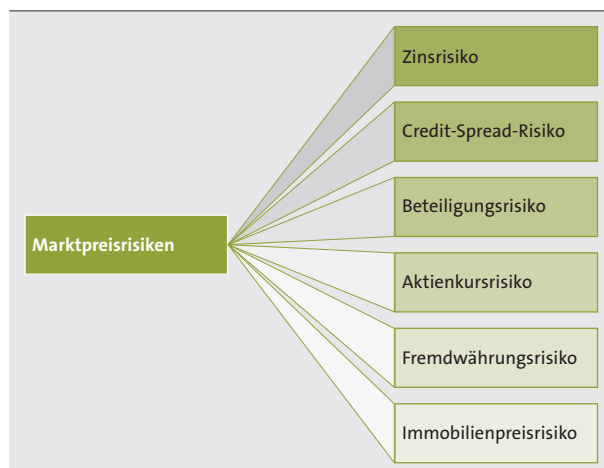 Marktpreisrisiken
Zinsrisiko
Credit-Spread-Risiko
Beteiligungsrisiko
Aktienkursrisiko
Fremdwährungsrisiko
Immobilienpreisrisiko